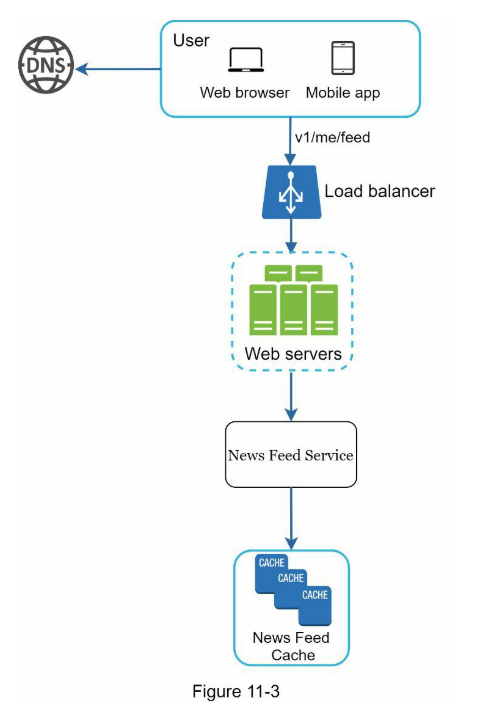 DNS
User
Web browser
Mobile app
v1/me/feed
Load balancer
Web servers
News Feed Service
CACHE
CACHE
CACHE
News Feed
Cache
Figure 11-3